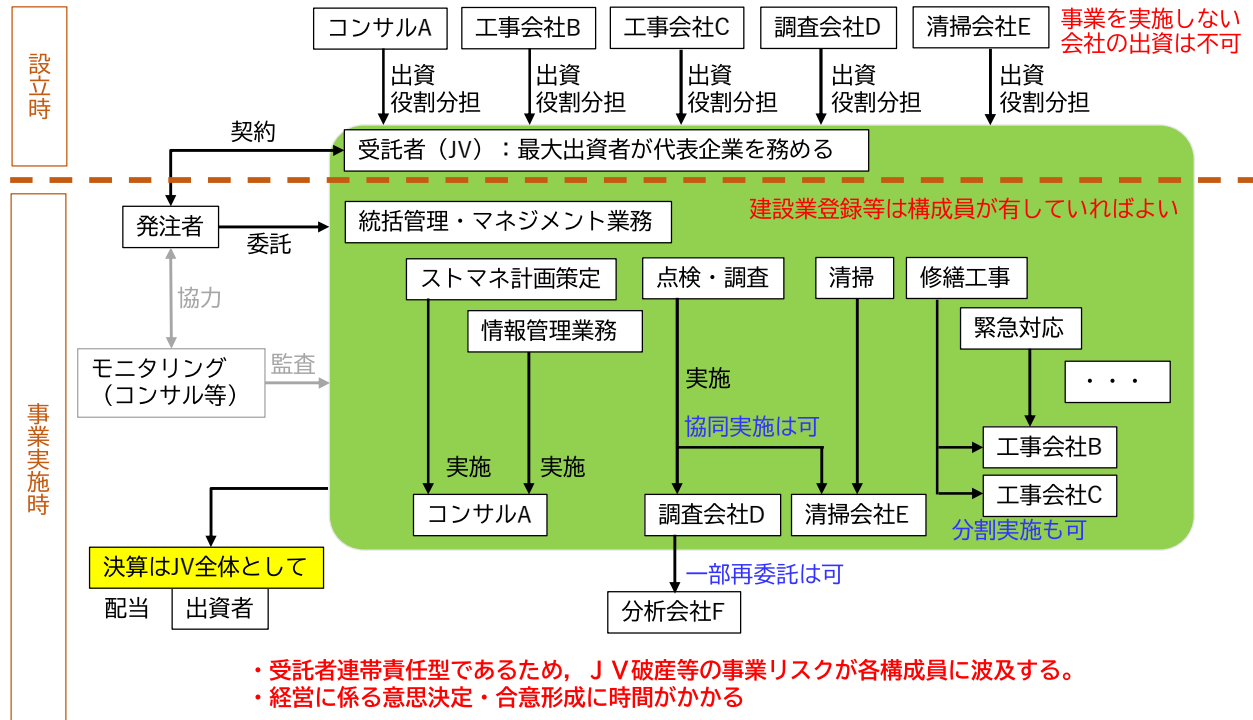 コンサルA
工事会社B
工事会社C
調査会社D
清掃会社E
事業を実施しない
会社の出資は不可
設立時
出資
役割分担
出資
役割分担
出資
役割分担
出資
役割分担
出資
役割分担
契約
受託者（JV）：最大出資者が代表企業を務める
事業実施時
発注者
委託
統括管理・マネジメント業務
建設業登録等は構成員が有していればよい
ストマネ計画策定
点検・調査
清掃
修繕工事
協力
情報管理業務
緊急対応
モニタリング
（コンサル等）
監査
実施
・・・
協同実施は可
工事会社B
実施
実施
工事会社C
コンサルA
調査会社D
清掃会社E
分割実施も可
決算はJV全体として
一部再委託は可
配当
出資者
分析会社F
・受託者連帯責任型であるため，ＪＶ破産等の事業リスクが各構成員に波及する。
・経営に係る意思決定・合意形成に時間がかかる